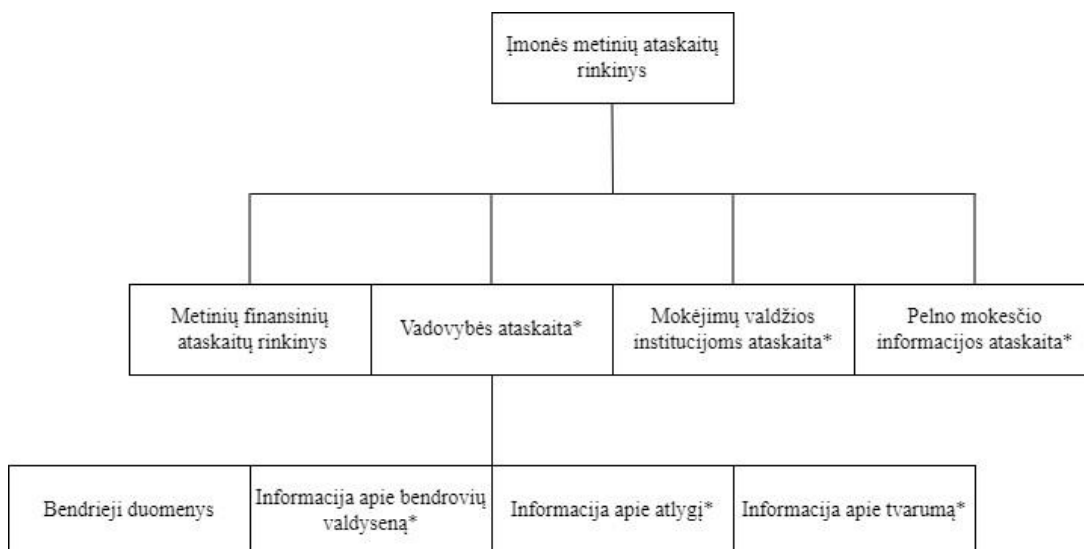 Įmonės metinių ataskaitų
rinkinys
Metinių finansinių
ataskaitų rinkinys
Vadovybės ataskaita*
Mokėjimų valdžios
institucijoms ataskaita*
Pelno mokesčio
informacijos ataskaita*
Bendrieji duomenys
Informacija apie bendrovių
valdyseną*
Informacija apie atlygį*
Informacija apie tvarumą*